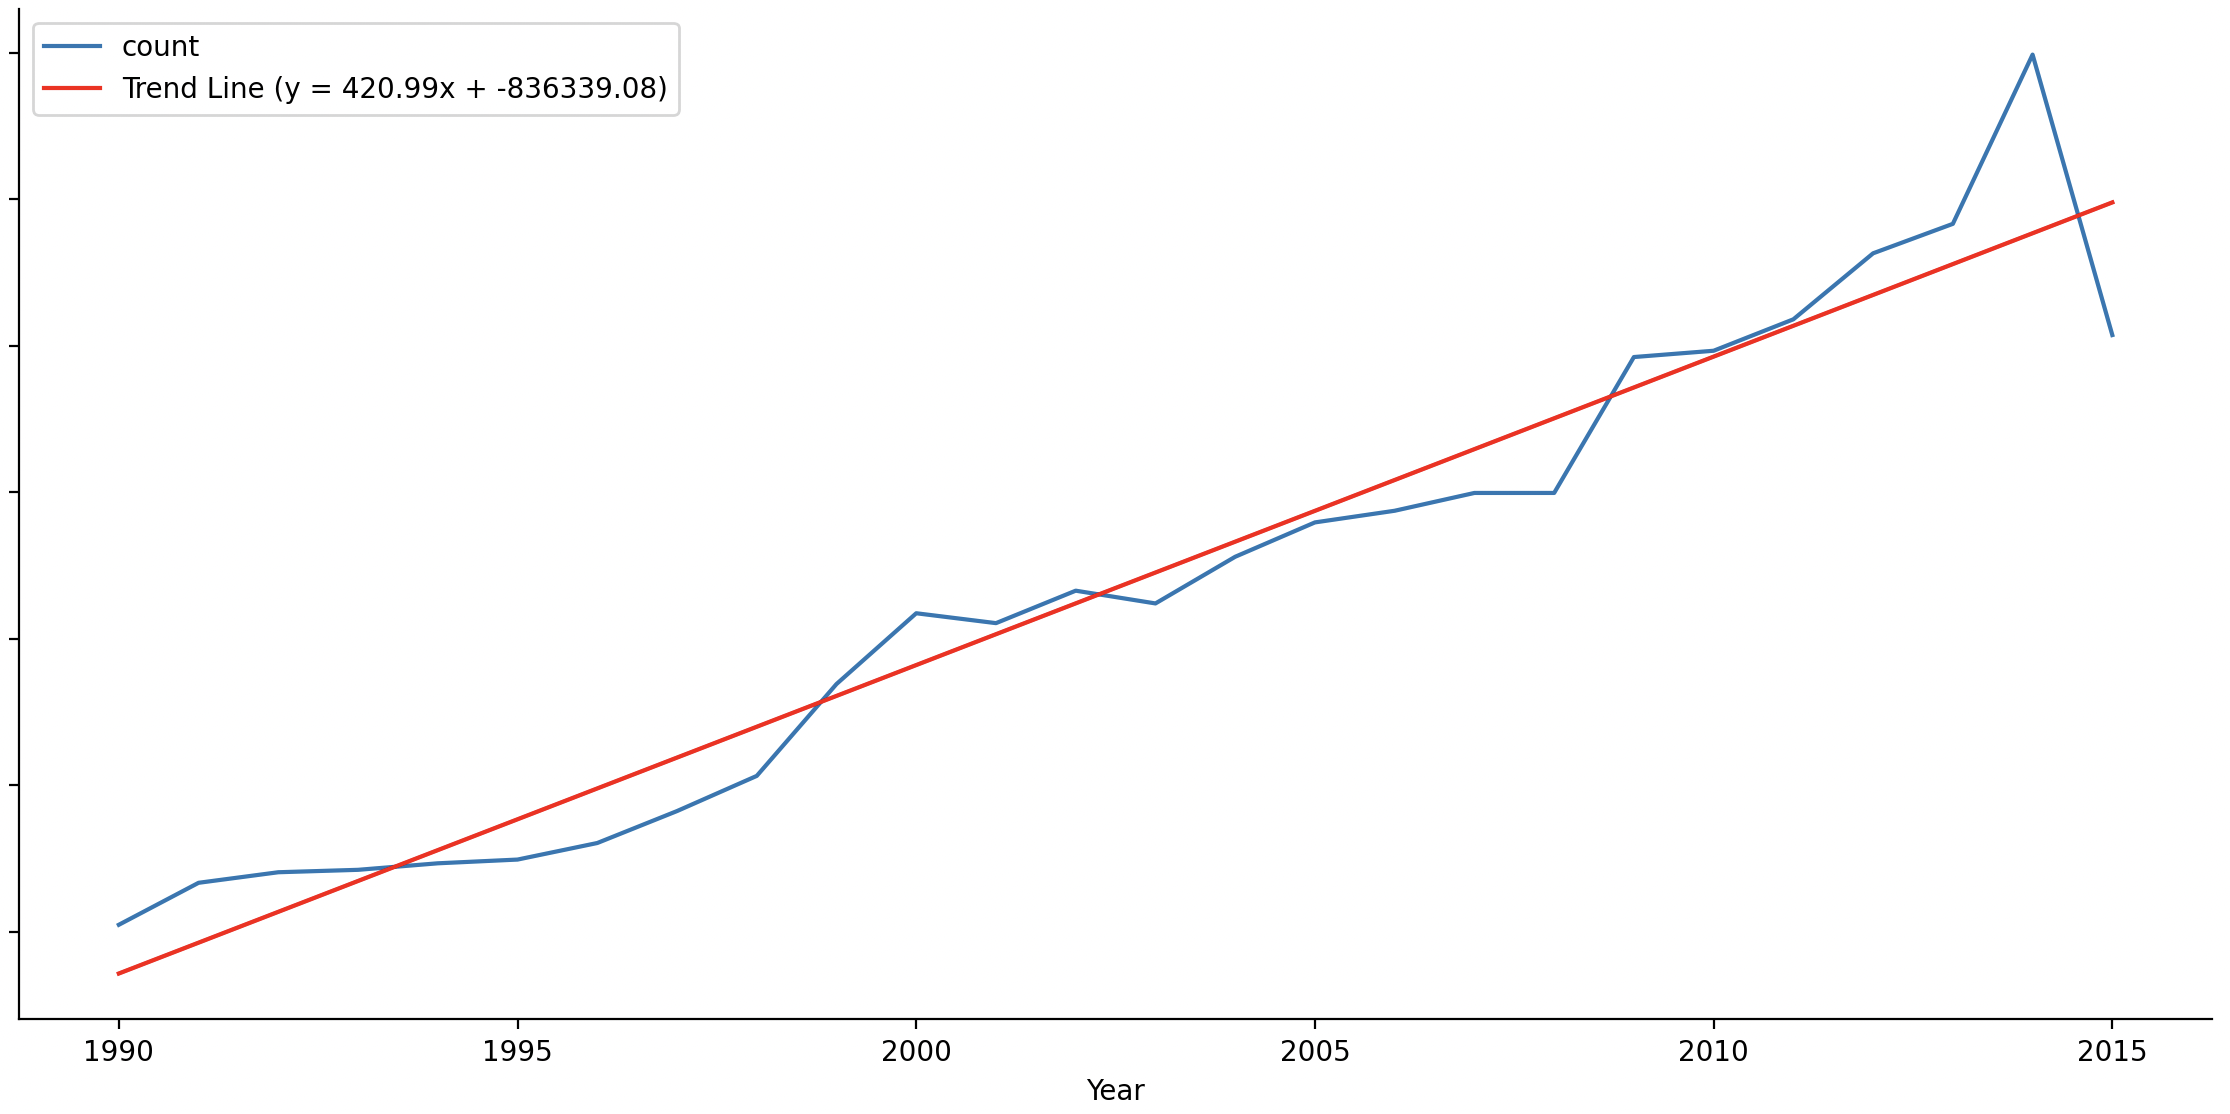 count
Trend Line (y = 420.99x + -836339.08)
1990 1995 2000 2005 2010 2015
Year